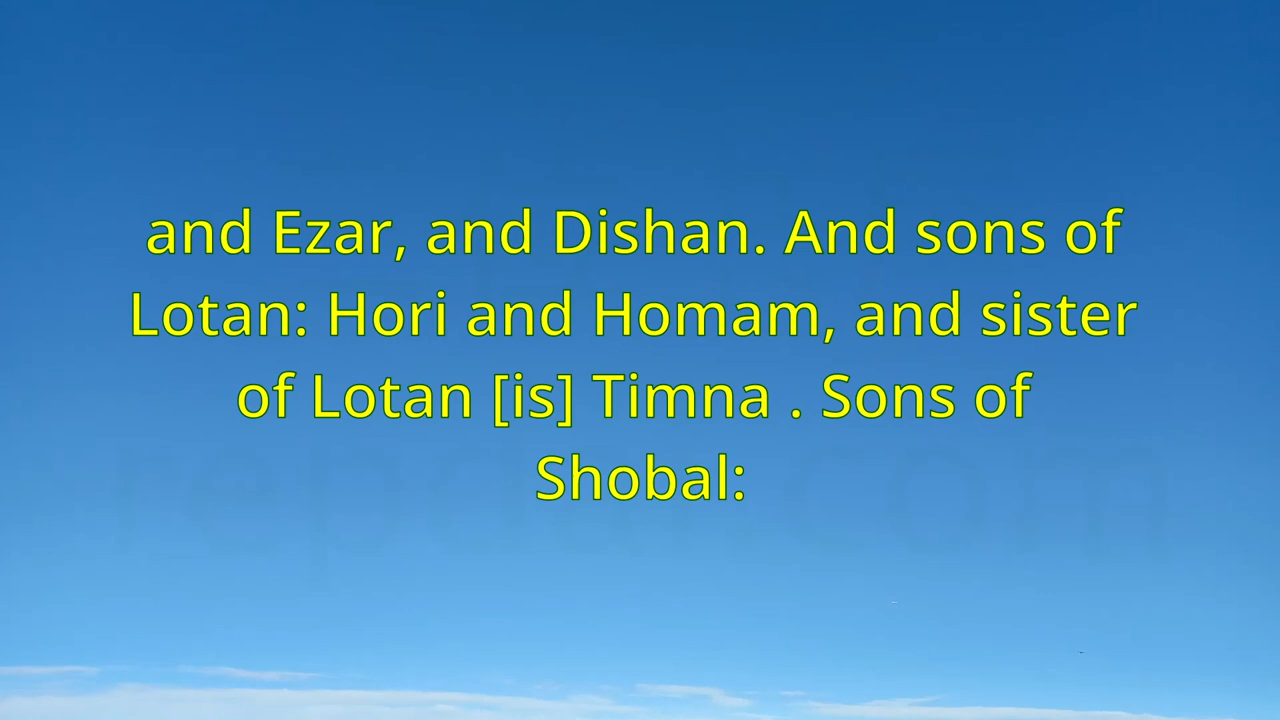 and Ezar, and Dishan. And sons of
Lotan: Hori and Homam, and sister
of Lotan [is] Timna . Sons of
Shobal: